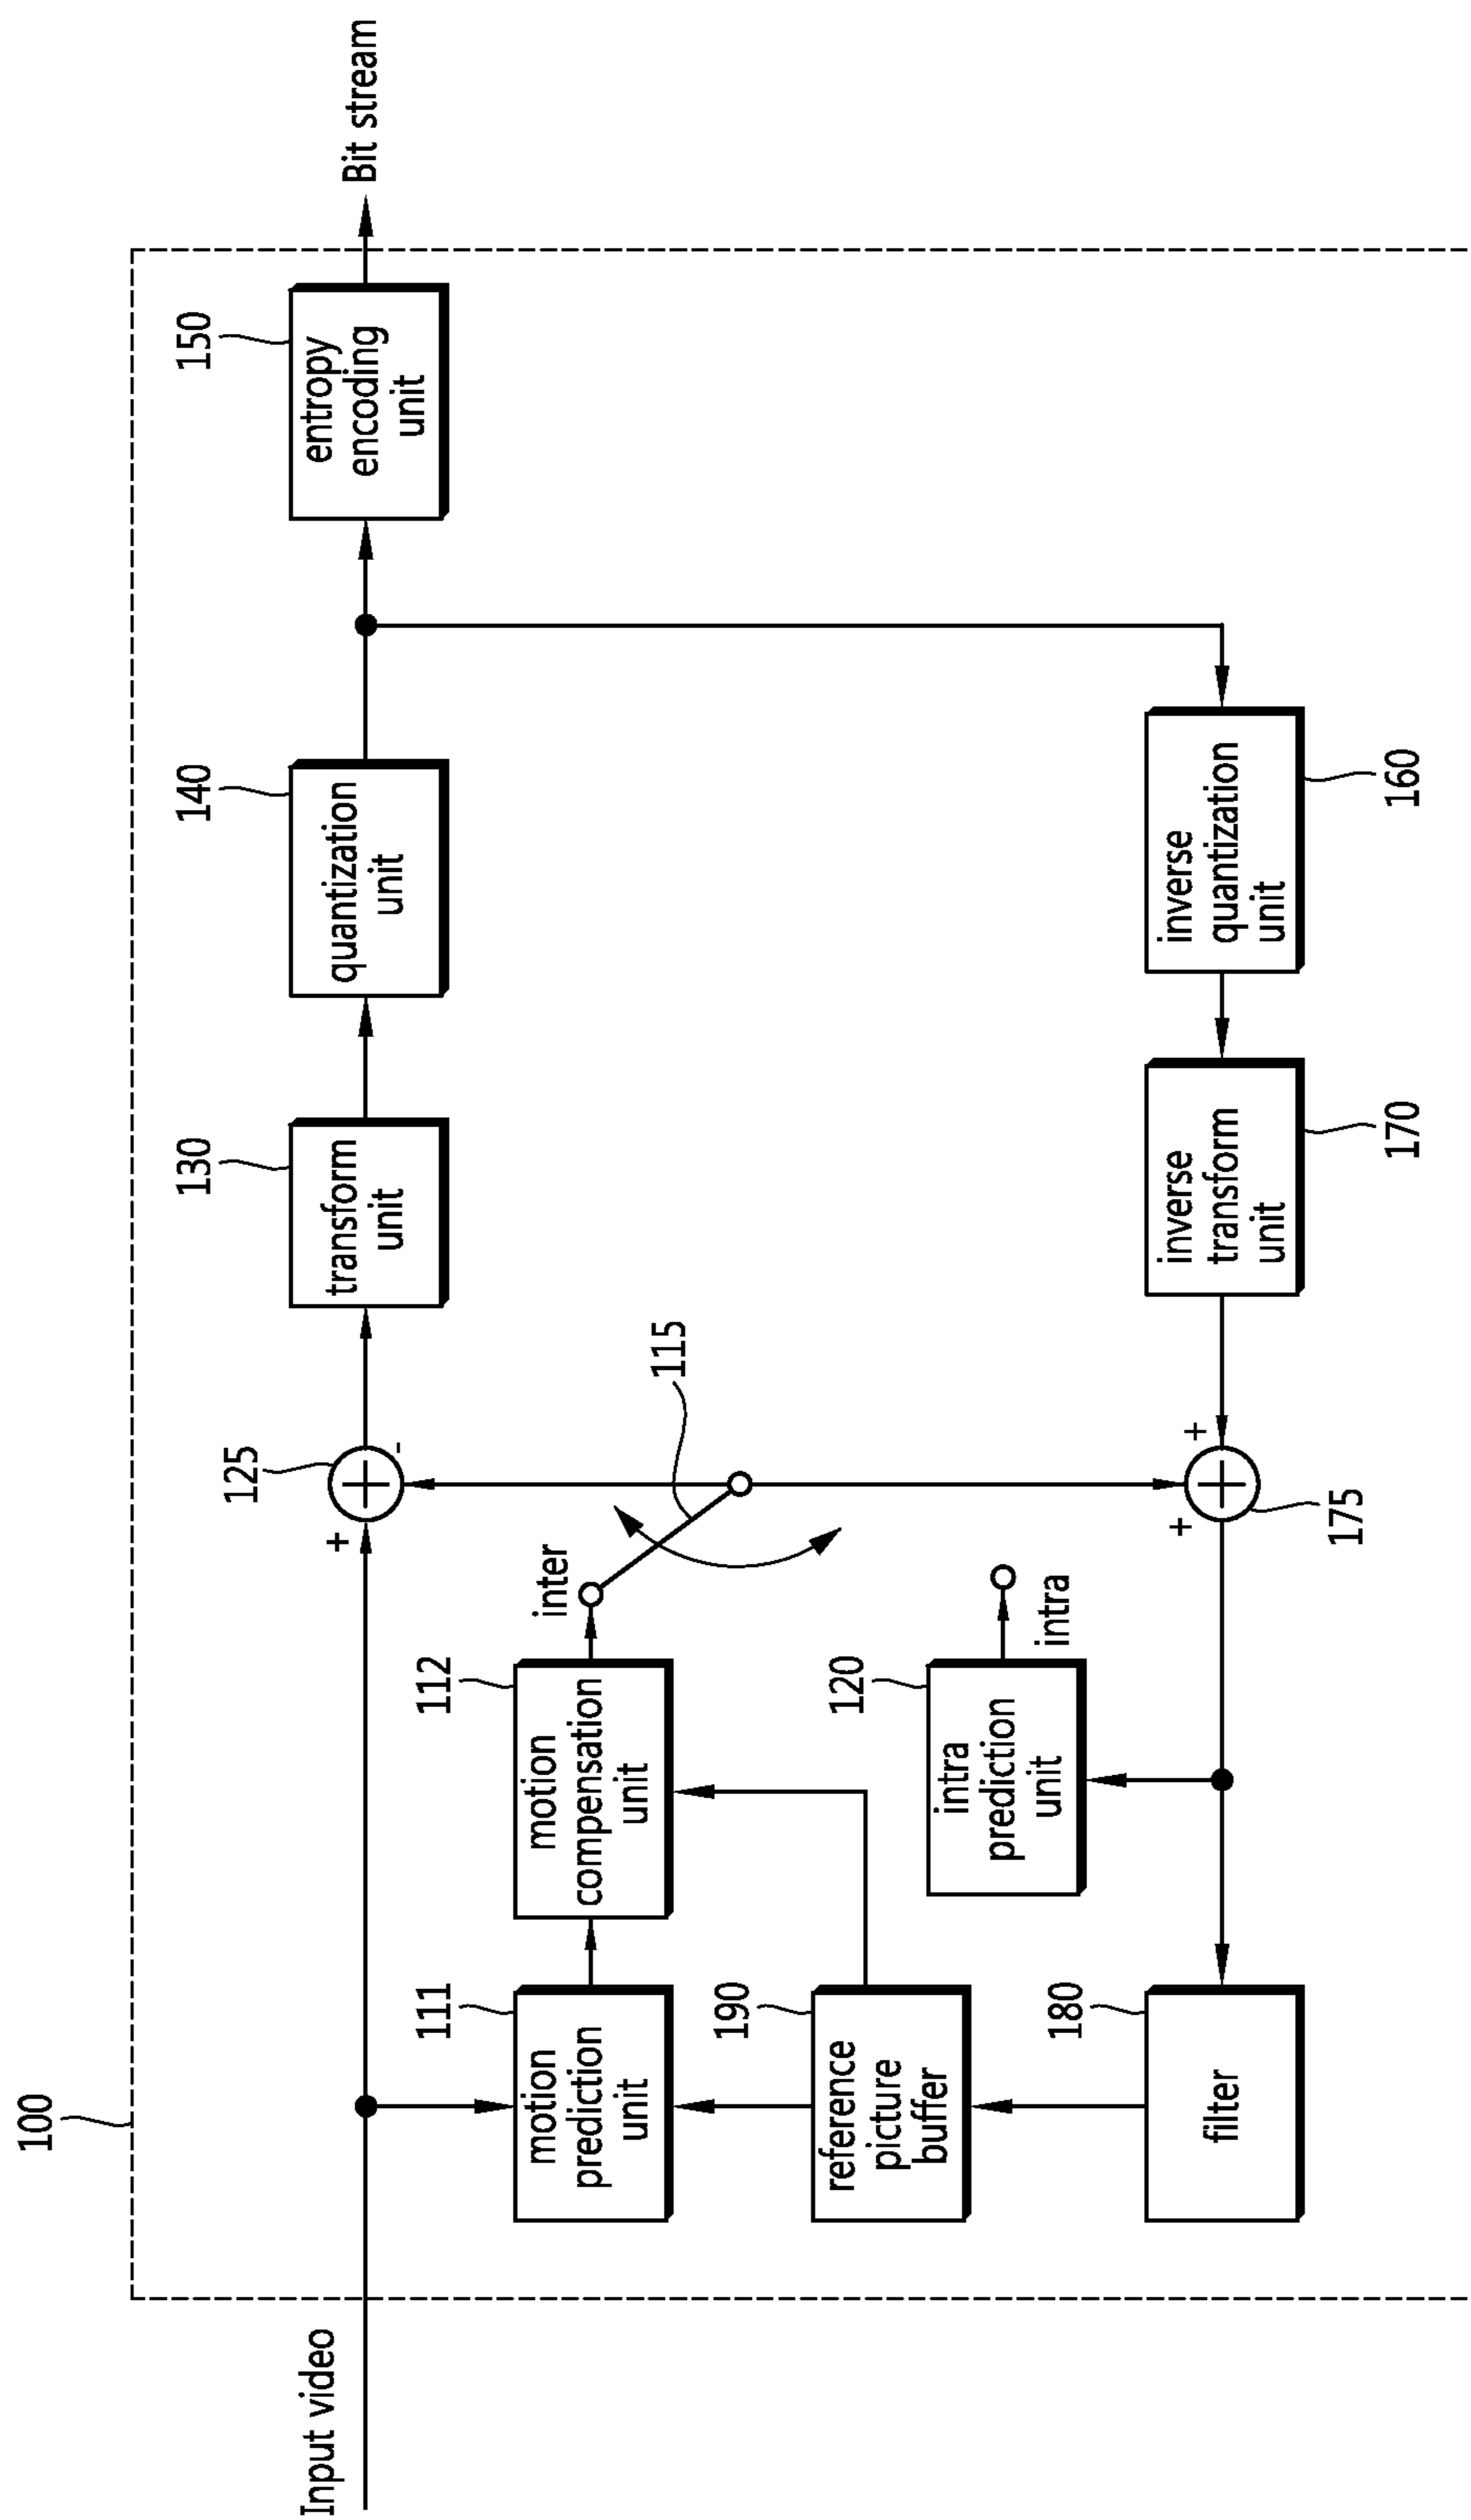 100
Input video
+
125
-
130
transform
unit
140
quantization
unit
150
entropy
encoding
unit
Bit stream
111
motion
prediction
unit
112
motion
compensation
unit
inter
115
190
reference
picture
buffer
120
intra
prediction
unit
intra
180
filter
+
175
+
inverse
transform
unit
170
inverse
quantization
unit
160